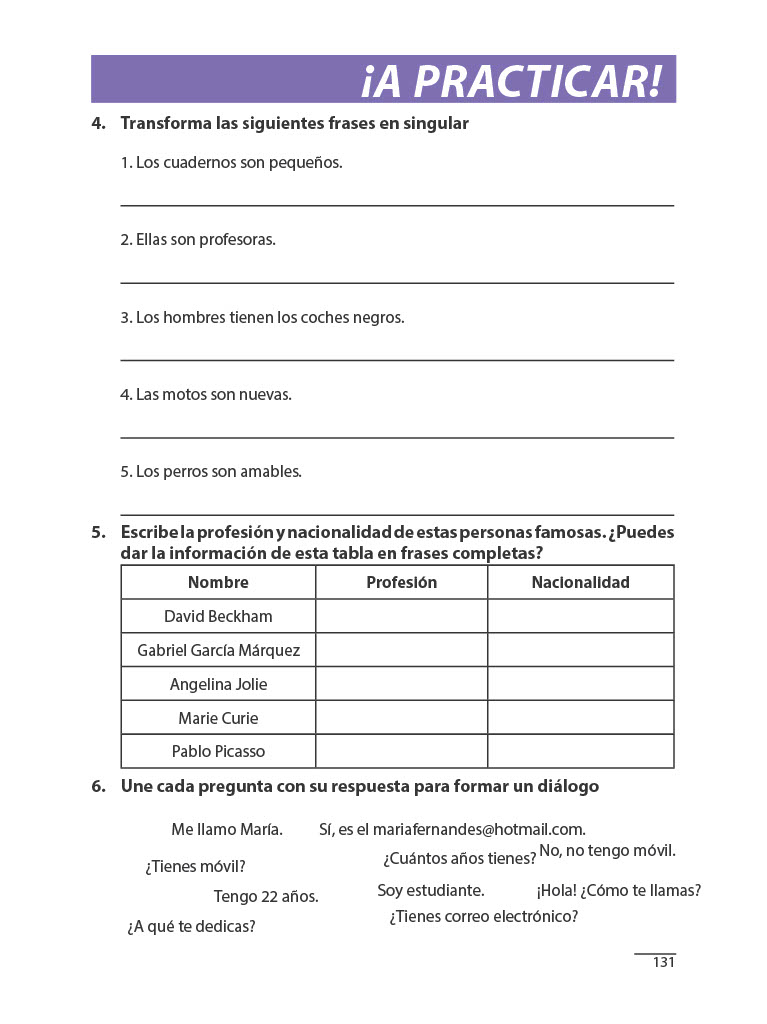 ¡A PRACTICAR!
4. Transforma las siguientes frases en singular
1. Los cuadernos son pequeños.
2. Ellas son profesoras.
3. Los hombres tienen los coches negros.
4. Las motos son nuevas.
5. Los perros son amables.
5. Escribe la profesión y nacionalidad de estas personas famosas. ¿Puedes
dar la información de esta tabla en frases completas?
Nombre Profesión Nacionalidad
David Beckham
Gabriel García Márquez
Angelina Jolie
Marie Curie
Pablo Picasso
6. Une cada pregunta con su respuesta para formar un diálogo
Me llamo María. Sí, es el mariafernandes@hotmail.com.
¿Tienes móvil? ¿Cuántos años tienes? No, no tengo móvil.
Tengo 22 años. Soy estudiante. ¡Hola! ¿Cómo te llamas?
¿A qué te dedicas? ¿Tienes correo electrónico?
131